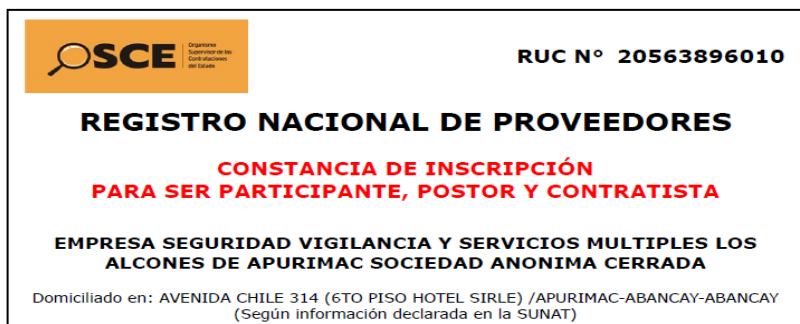 OSCE
Organismo
Supervisor de las
Contrataciones
del Estado
RUC N° 20563896010
REGISTRO NACIONAL DE PROVEEDORES
CONSTANCIA DE INSCRIPCIÓN
PARA SER PARTICIPANTE, POSTOR Y CONTRATISTA
EMPRESA SEGURIDAD VIGILANCIA Y SERVICIOS MULTIPLES LOS
ALCONES DE APURIMAC SOCIEDAD ANONIMA CERRADA
Domiciliado en: AVENIDA CHILE 314 (6TO PISO HOTEL SIRLE) /APURIMAC-ABANCAY-ABANCAY
(Según información declarada en la SUNAT)